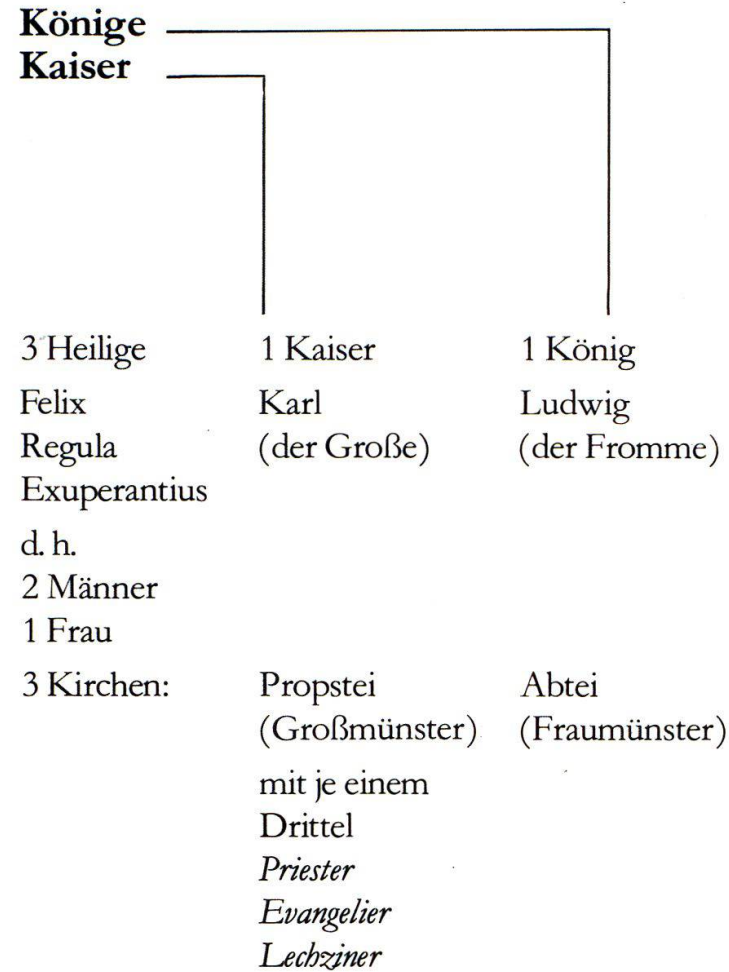 Könige
Kaiser
3 Heilige 1 Kaiser 1 König
Felix Karl Ludwig
Regula (der Große) (der Fromme)
Exuperantius
d. h.
2 Männer
1 Frau
3 Kirchen: Propstei Abtei
(Großmünster) (Fraumünster)
mit je einem
Drittel
Priester
Evangelier
Lechziner